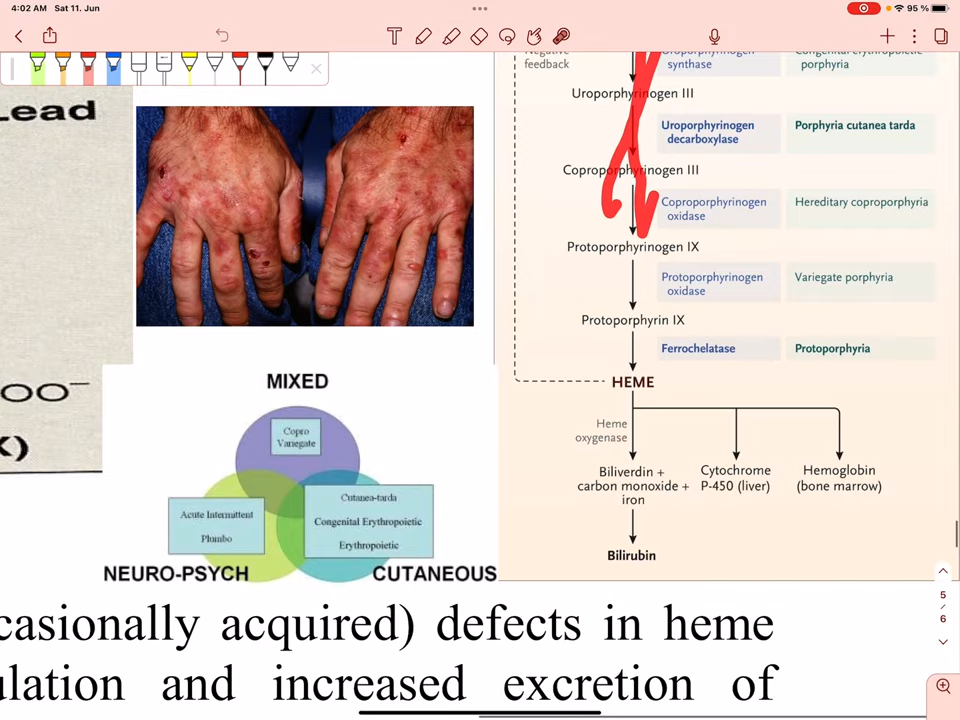 4:02 AM Sat 11. Jun
95 %
Lead
OO⁻
X)
MIXED
Copro
Variegate
Acute Intermittent
Plumbo
Cutanea-tarda
Congenital Erythropoietic
Erythropoietic
NEURO-PSYCH
CUTANEOUS
Negative
feedback
Uroporphyrinogen
synthase
Congenital erythropoietic
porphyria
Uroporphyrinogen III
Uroporphyrinogen
decarboxylase
Porphyria cutanea tarda
Coproporphyrinogen III
Coproporphyrinogen
oxidase
Hereditary coproporphyria
Protoporphyrinogen IX
Protoporphyrinogen
oxidase
Variegate porphyria
Protoporphyrin IX
Ferrochelatase
Protoporphyria
HEME
Heme
oxygenase
Biliverdin +
carbon monoxide +
iron
Cytochrome
P-450 (liver)
Hemoglobin
(bone marrow)
Bilirubin
casionally acquired) defects in heme
ulation and increased excretion of
5
/
6